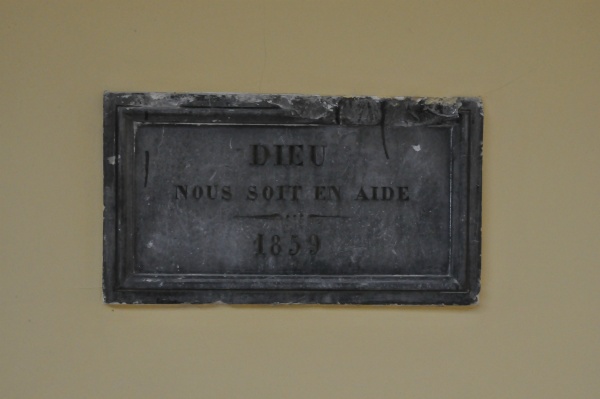 DIEU
NOUS SOIT EN AIDE
1859